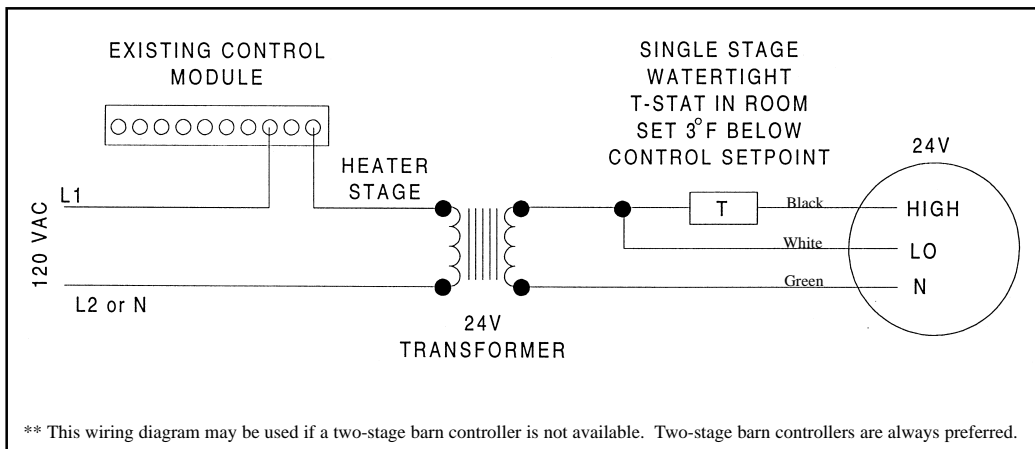 EXISTING CONTROL
MODULE
SINGLE STAGE
WATERTIGHT
T-STAT IN ROOM
SET 3°F BELOW
CONTROL SETPOINT
24V
HEATER
STAGE
L1
120 VAC
L2 or N
T
Black
HIGH
White
LO
Green
N
24V
TRANSFORMER
** This wiring diagram may be used if a two-stage barn controller is not available. Two-stage barn controllers are always preferred.